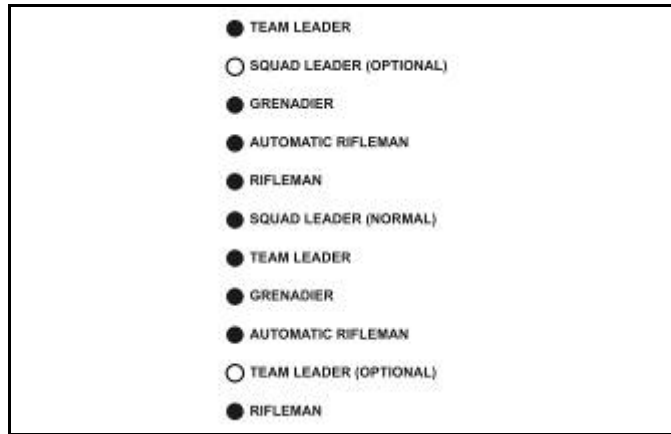 TEAM LEADER
SQUAD LEADER (OPTIONAL)
GRENADIER
AUTOMATIC RIFLEMAN
RIFLEMAN
SQUAD LEADER (NORMAL)
TEAM LEADER
GRENADIER
AUTOMATIC RIFLEMAN
TEAM LEADER (OPTIONAL)
RIFLEMAN